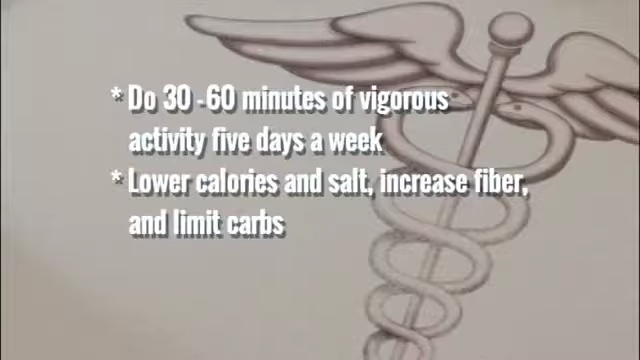 * Do 30 -60 minutes of vigorous
activity five days a week
* Lower calories and salt, increase fiber,
and limit carbs